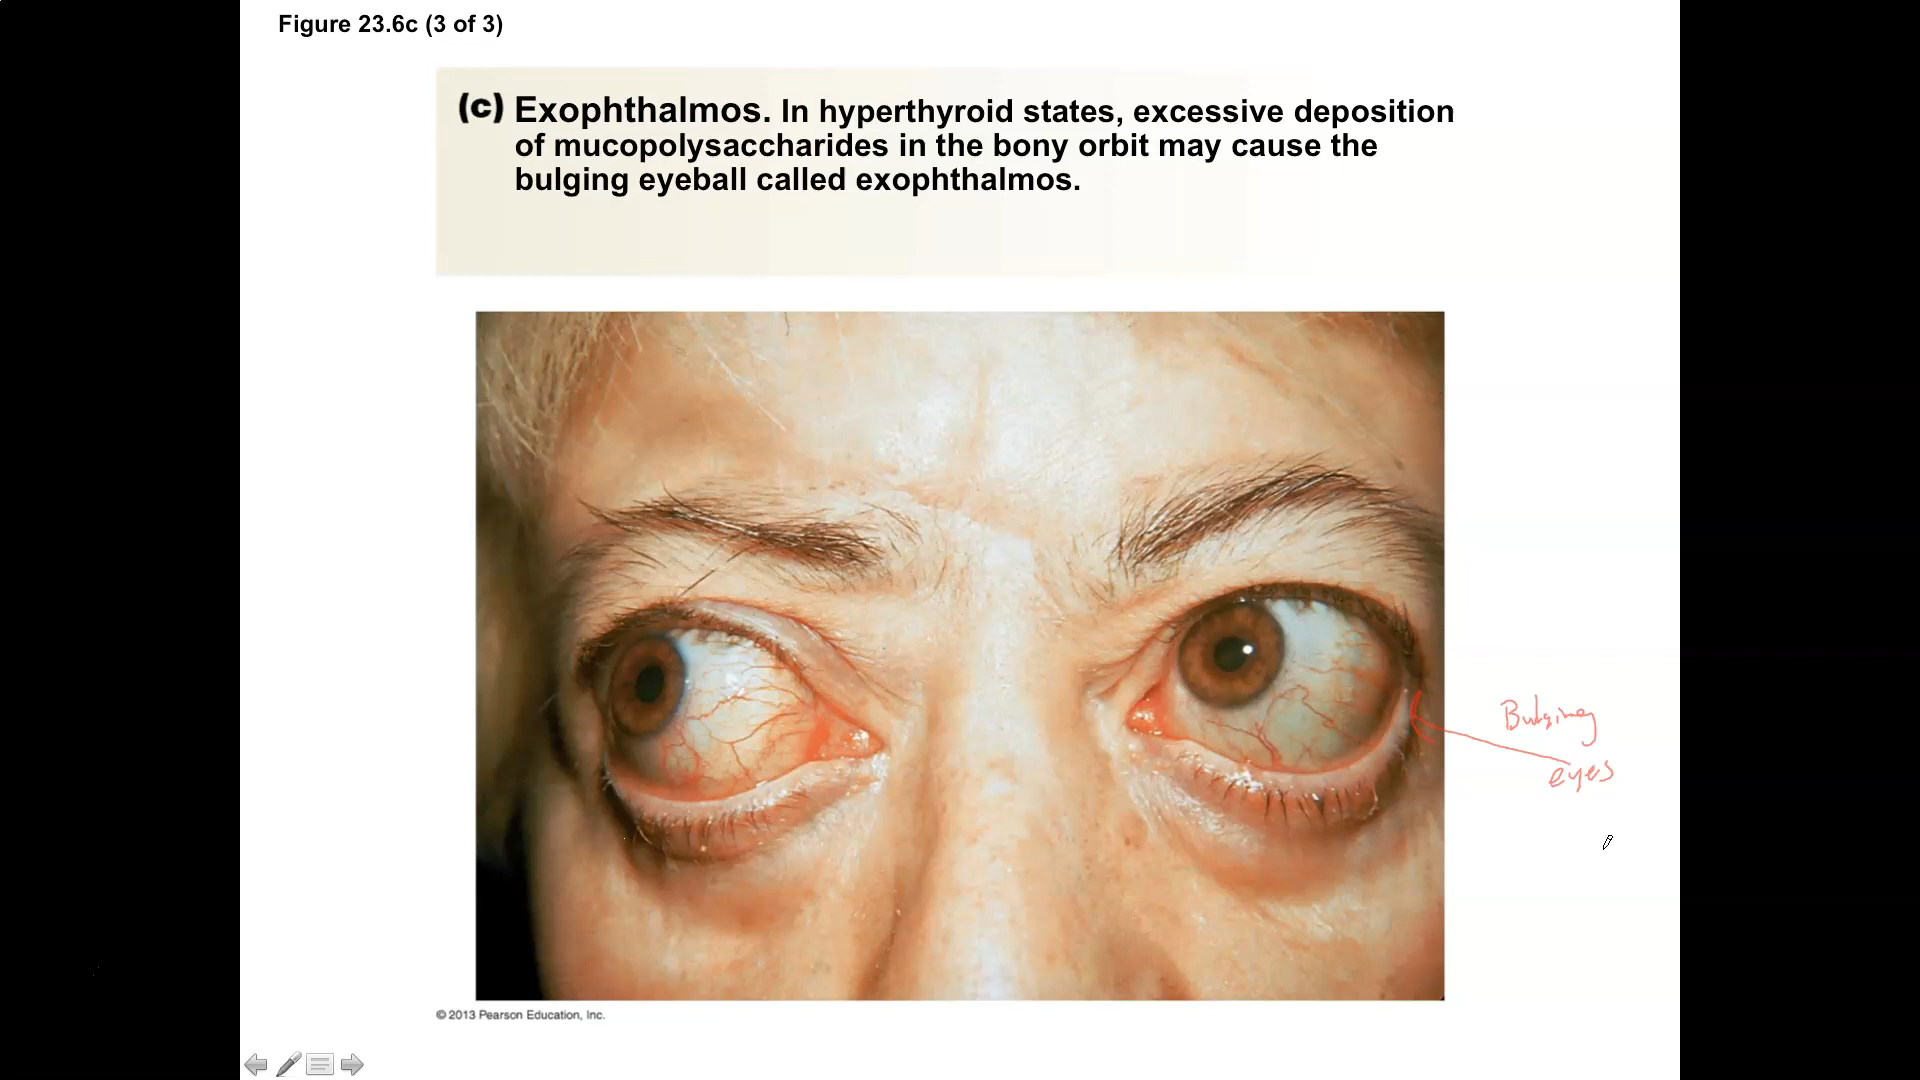 Figure 23.6c (3 of 3)
(c) Exophthalmos. In hyperthyroid states, excessive deposition
of mucopolysaccharides in the bony orbit may cause the
bulging eyeball called exophthalmos.
Bulging
eyes
© 2013 Pearson Education, Inc.